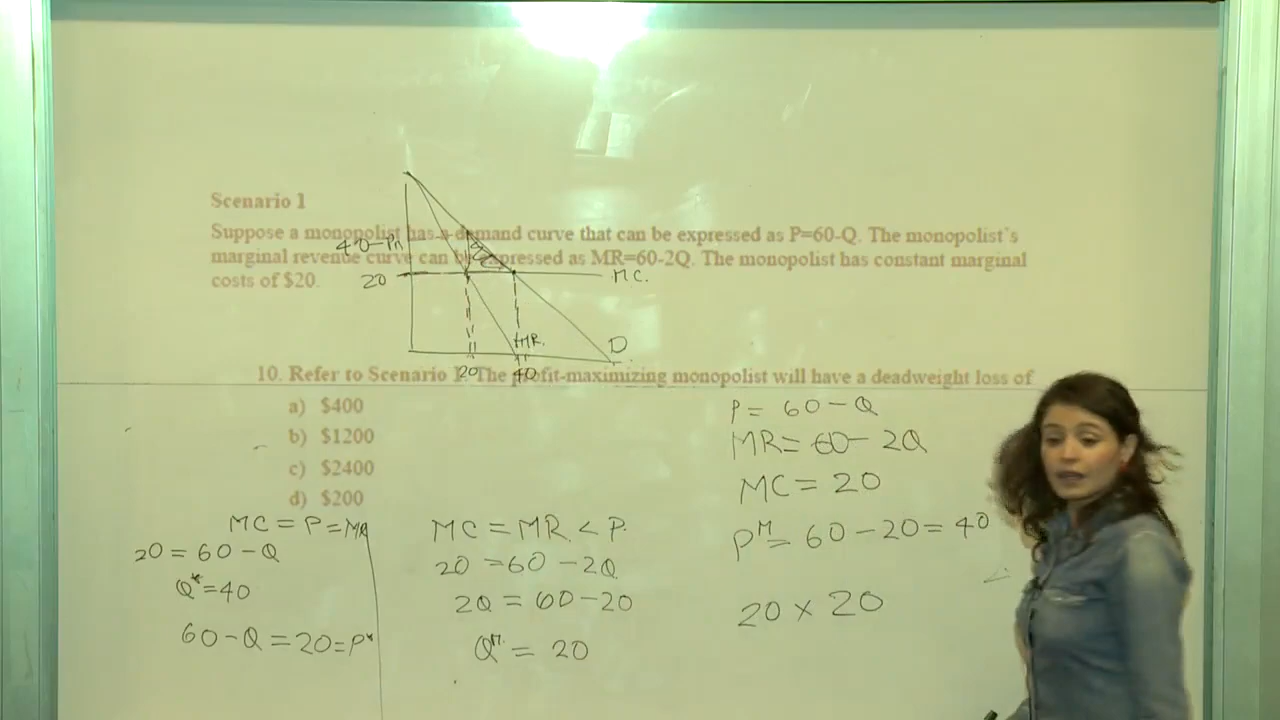 Scenario 1
Suppose a monopolist has a demand curve that can be expressed as P=60-Q. The monopolist's
marginal revenue curve can be expressed as MR=60-2Q. The monopolist has constant marginal
costs of $20.
40-Pm
20
MC.
MR.
D
20
40
10. Refer to Scenario 1. The profit-maximizing monopolist will have a deadweight loss of
a) $400
b) $1200
c) $2400
d) $200
MC = P = MR
20 = 60 - Q
Q* = 40
60 - Q = 20 = P*
MC = MR < P.
20 = 60 - 2Q
2Q = 60 - 20
Qᴹ = 20
P = 60 - Q
MR = 60 - 2Q
MC = 20
Pᴹ = 60 - 20 = 40
20 × 20